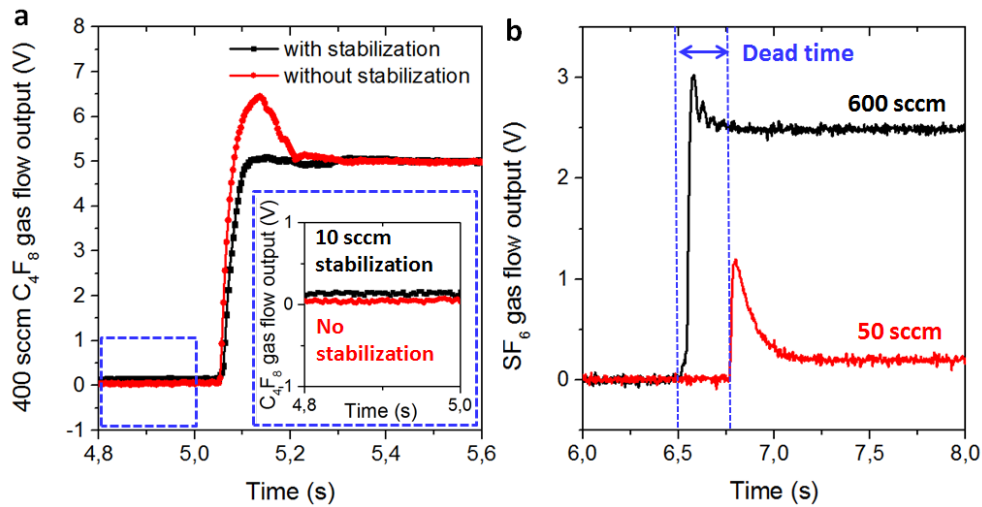 a
400 sccm C₄F₈ gas flow output (V)
8
7
6
5
4
3
2
1
0
-1
with stabilization
without stabilization
C₄F₈ gas flow output (V)
1
0
-1
10 sccm
stabilization
No
stabilization
4,8
5,0
Time (s)
4,8
5,0
5,2
5,4
5,6
Time (s)
b
SF₆ gas flow output (V)
3
2
1
0
Dead time
600 sccm
50 sccm
6,0
6,5
7,0
7,5
8,0
Time (s)